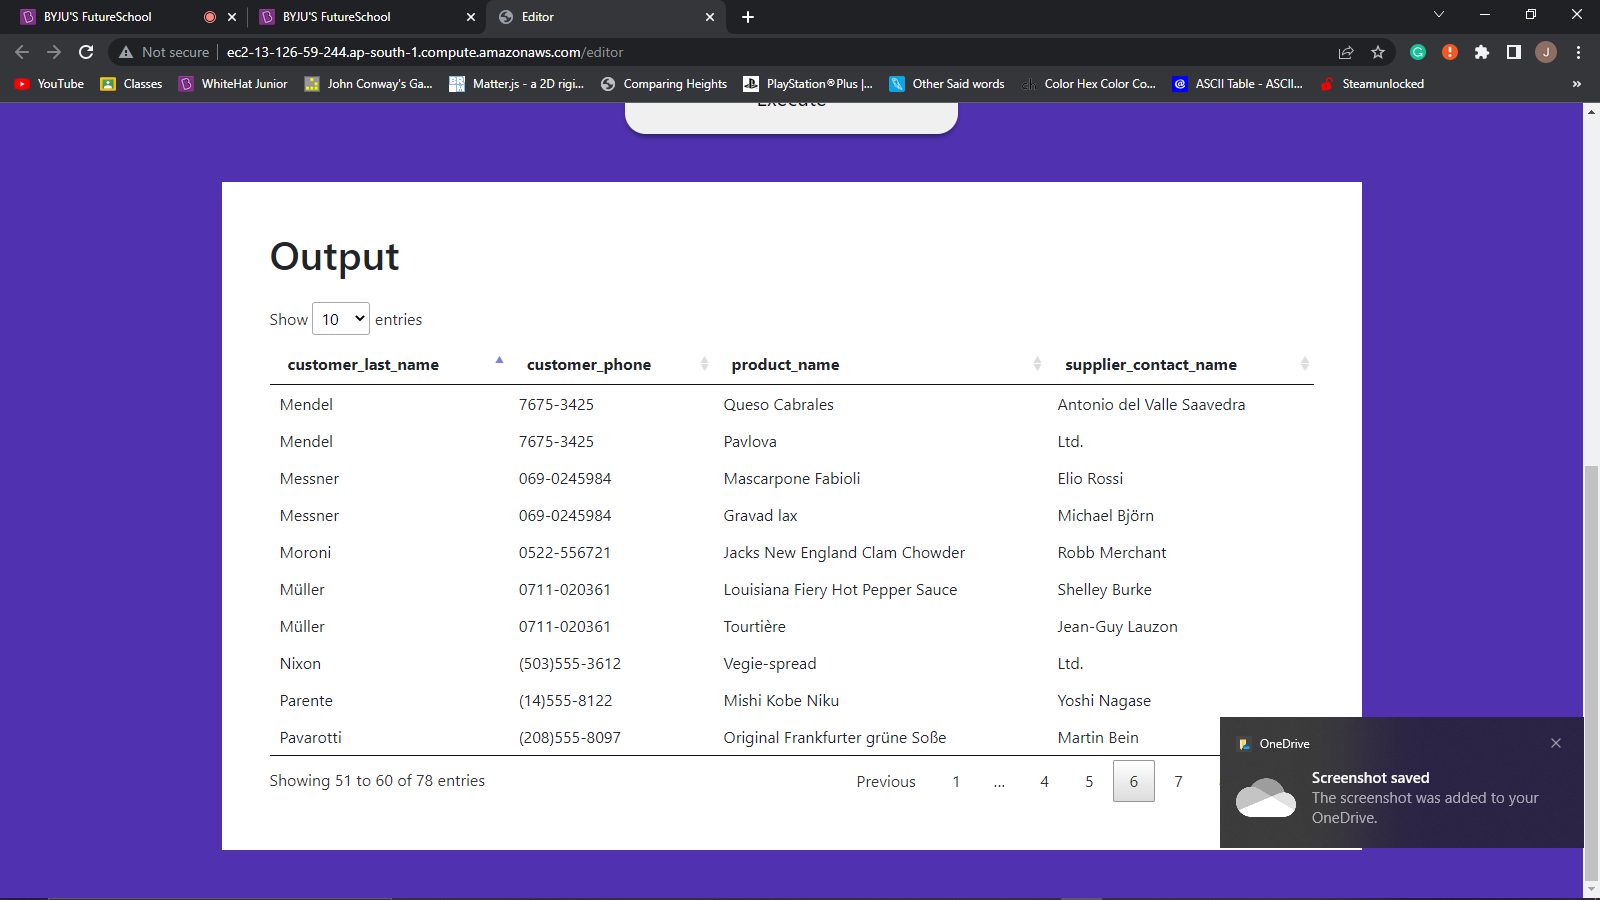 BYJU'S FutureSchool BYJU'S FutureSchool Editor
Not secure ec2-13-126-59-244.ap-south-1.compute.amazonaws.com/editor J
YouTube Classes WhiteHat Junior John Conway's Ga... Matter.js - a 2D rigi... Comparing Heights PlayStation®Plus |... Other Said words Color Hex Color Co... ASCII Table - ASCII... Steamunlocked »
Execute
Output
Show 10 entries
customer_last_name customer_phone product_name supplier_contact_name
Mendel 7675-3425 Queso Cabrales Antonio del Valle Saavedra
Mendel 7675-3425 Pavlova Ltd.
Messner 069-0245984 Mascarpone Fabioli Elio Rossi
Messner 069-0245984 Gravad lax Michael Björn
Moroni 0522-556721 Jacks New England Clam Chowder Robb Merchant
Müller 0711-020361 Louisiana Fiery Hot Pepper Sauce Shelley Burke
Müller 0711-020361 Tourtière Jean-Guy Lauzon
Nixon (503)555-3612 Vegie-spread Ltd.
Parente (14)555-8122 Mishi Kobe Niku Yoshi Nagase
Pavarotti (208)555-8097 Original Frankfurter grüne Soße Martin Bein
Showing 51 to 60 of 78 entries Previous 1 ... 4 5 6 7
OneDrive
Screenshot saved
The screenshot was added to your
OneDrive.